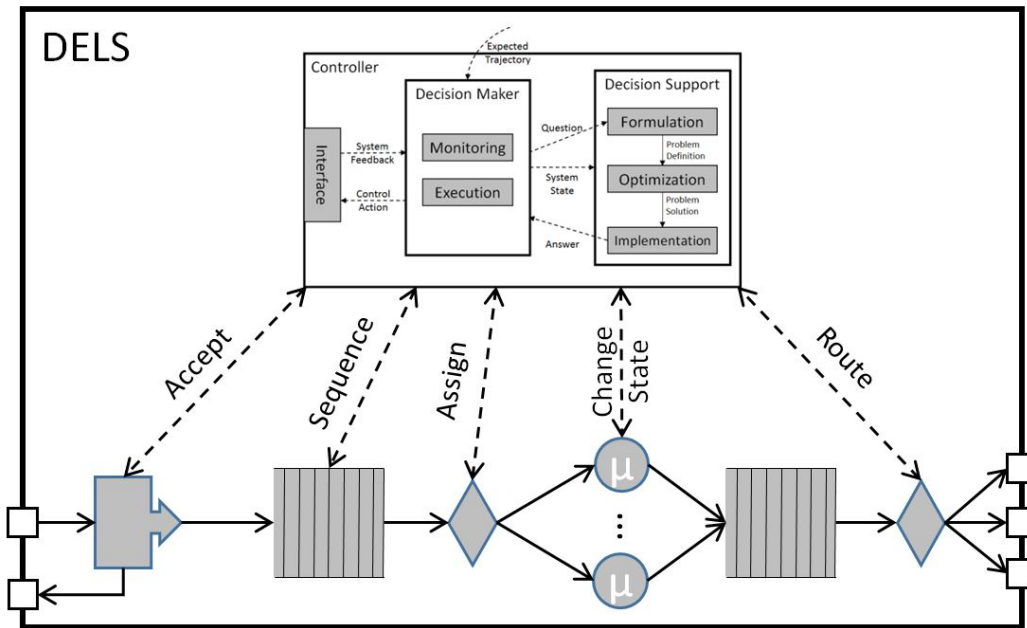 DELS
Expected
Trajectory
Controller
Decision Maker
Decision Support
Interface
System
Feedback
Control
Action
Monitoring
Execution
Question
System
State
Answer
Formulation
Problem
Definition
Optimization
Problem
Solution
Implementation
Accept
Sequence
Assign
Change
State
Route
μ
...
μ